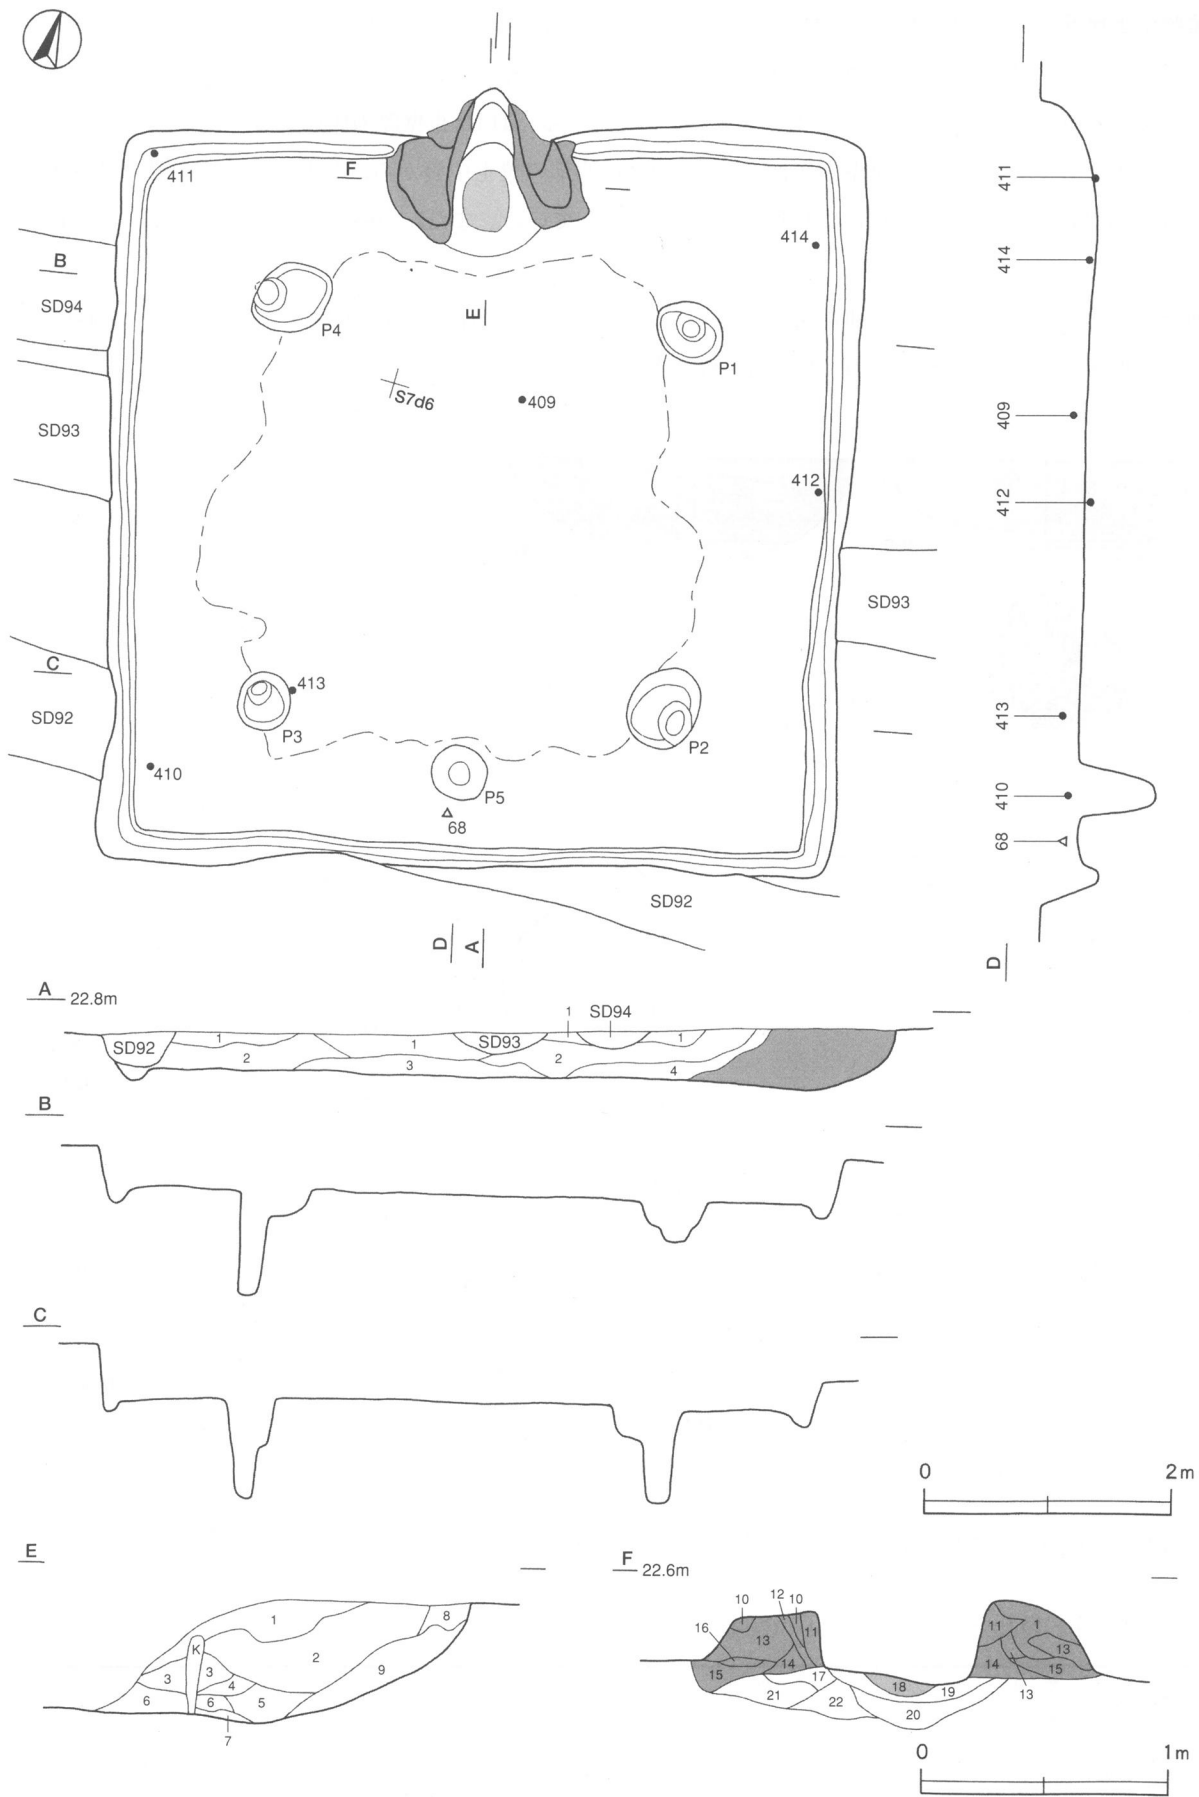 F
411
414
B
SD94
P4
E
P1
S7d6
409
SD93
412
SD93
C
413
SD92
P3
P2
410
P5
68
SD92
D
A
411
414
409
412
413
410
68
D
A 22.8m
1 SD94
SD92 1 1 SD93 1
2 3 2 4
B
C
0 2m
E
1 8
K 2
3 3 9
4
6 6 5
7
F 22.6m
10 12 10
16 13 11 11 1
13
15 14 14 15
17 18 19 13
21 22 20
0 1m